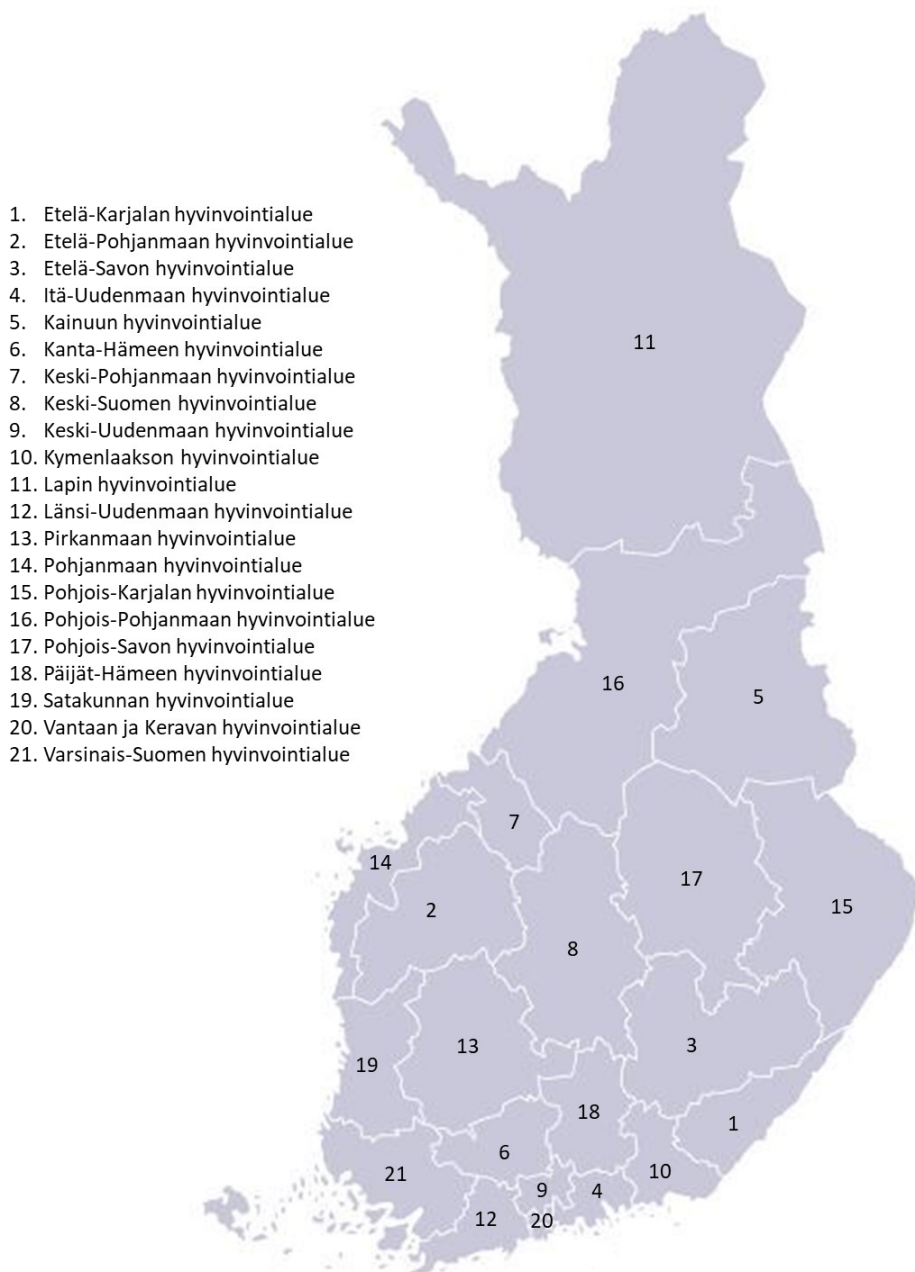 1. Etelä-Karjalan hyvinvointialue
2. Etelä-Pohjanmaan hyvinvointialue
3. Etelä-Savon hyvinvointialue
4. Itä-Uudenmaan hyvinvointialue
5. Kainuun hyvinvointialue
6. Kanta-Hämeen hyvinvointialue
7. Keski-Pohjanmaan hyvinvointialue
8. Keski-Suomen hyvinvointialue
9. Keski-Uudenmaan hyvinvointialue
10. Kymenlaakson hyvinvointialue
11. Lapin hyvinvointialue
12. Länsi-Uudenmaan hyvinvointialue
13. Pirkanmaan hyvinvointialue
14. Pohjanmaan hyvinvointialue
15. Pohjois-Karjalan hyvinvointialue
16. Pohjois-Pohjanmaan hyvinvointialue
17. Pohjois-Savon hyvinvointialue
18. Päijät-Hämeen hyvinvointialue
19. Satakunnan hyvinvointialue
20. Vantaan ja Keravan hyvinvointialue
21. Varsinais-Suomen hyvinvointialue
11
16
5
7
14
17
2
15
8
13
3
19
18
1
6
10
21
9
4
12
20